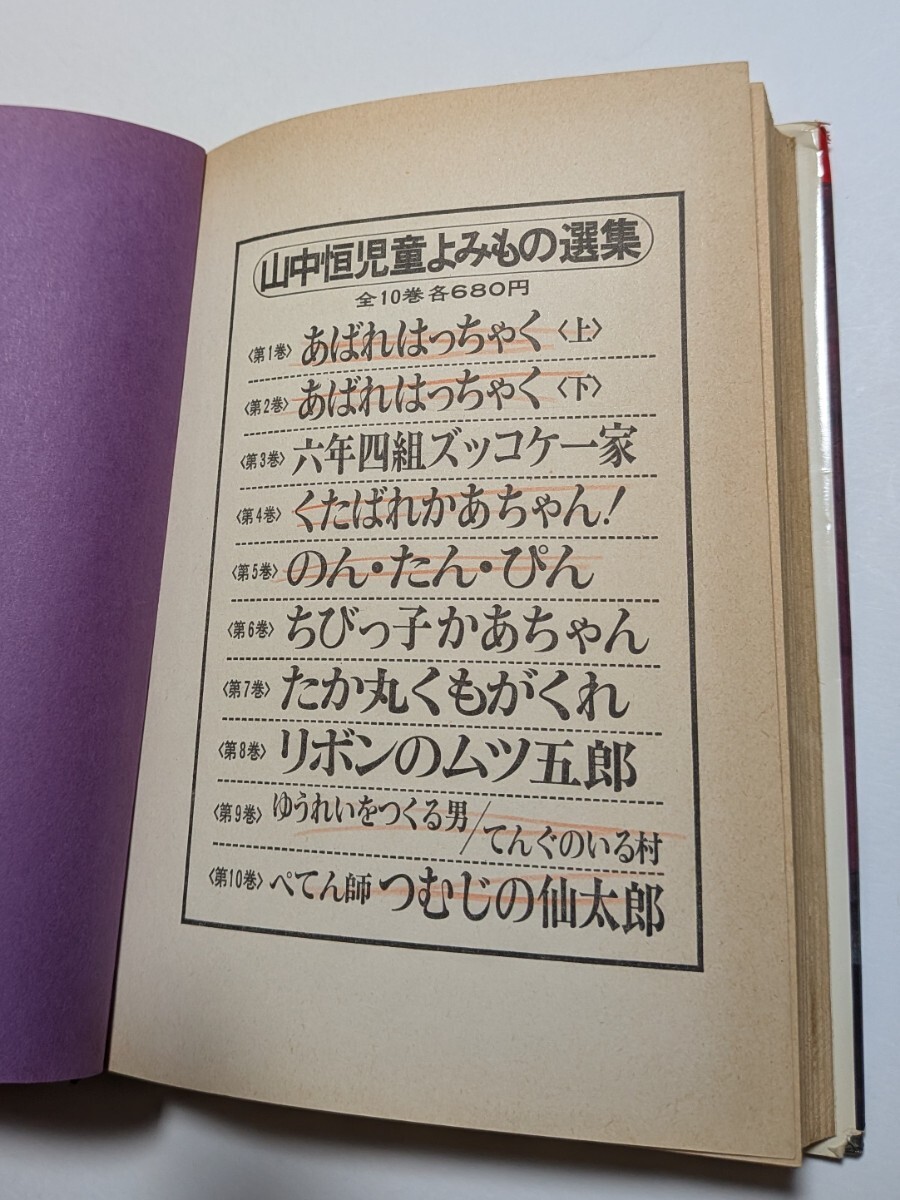 山中恒児童よみもの選集
全10巻各680円
〈第1巻〉あばれはっちゃく〈上〉
〈第2巻〉あばれはっちゃく〈下〉
〈第3巻〉六年四組ズッコケ一家
〈第4巻〉くたばれかあちゃん!
〈第5巻〉のん・たん・ぴん
〈第6巻〉ちびっ子かあちゃん
〈第7巻〉たか丸くもがくれ
〈第8巻〉リボンのムツ五郎
〈第9巻〉ゆうれいをつくる男/てんぐのいる村
〈第10巻〉ぺてん師つむじの仙太郎